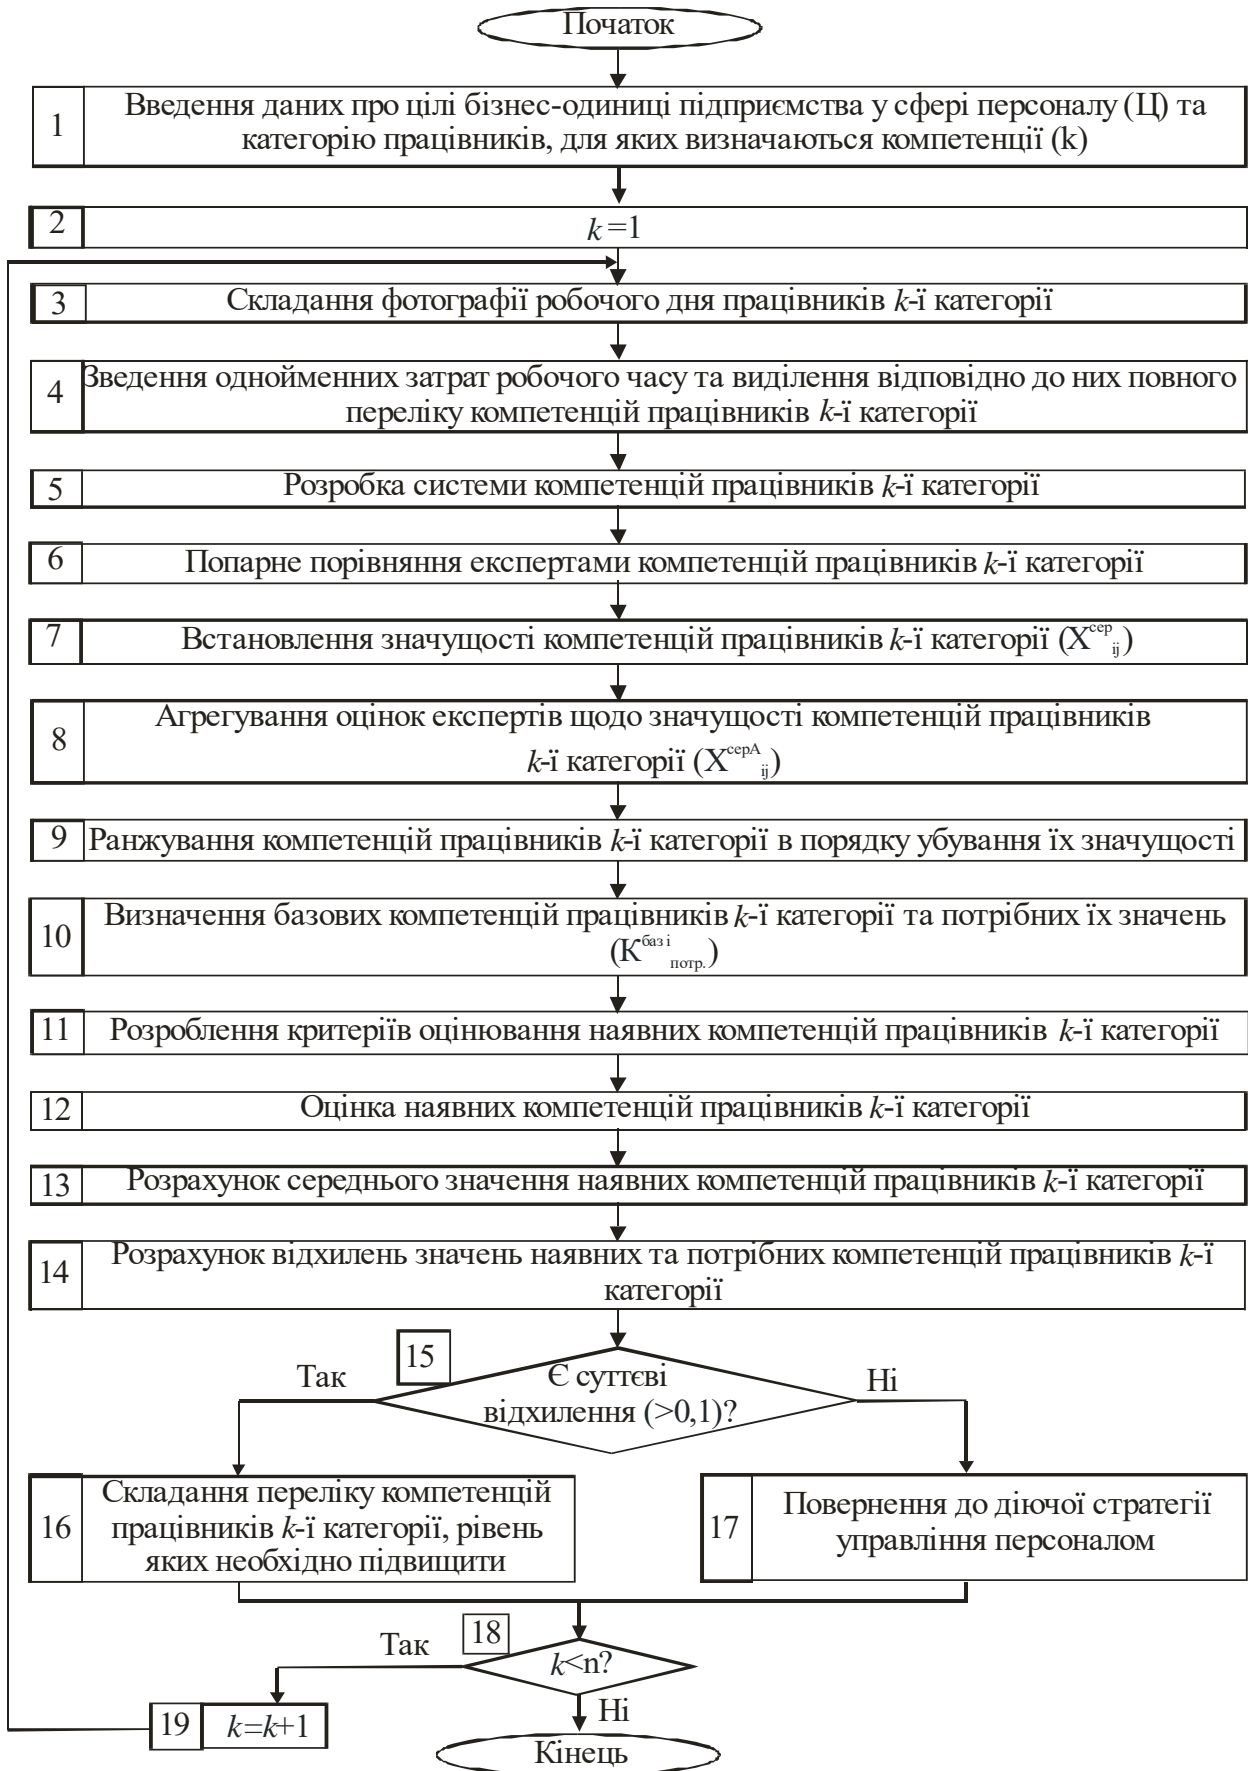 Початок
1
Введення даних про цілі бізнес-одиниці підприємства у сфері персоналу (Ц) та
категорію працівників, для яких визначаються компетенції (k)
2
k=1
3
Складання фотографії робочого дня працівників k-ї категорії
4
Зведення однойменних затрат робочого часу та виділення відповідно до них повного
переліку компетенцій працівників k-ї категорії
5
Розробка системи компетенцій працівників k-ї категорії
6
Попарне порівняння експертами компетенцій працівників k-ї категорії
7
Встановлення значущості компетенцій працівників k-ї категорії (X^сер_ij)
8
Агрегування оцінок експертів щодо значущості компетенцій працівників
k-ї категорії (X^серА_ij)
9
Ранжування компетенцій працівників k-ї категорії в порядку убування їх значущості
10
Визначення базових компетенцій працівників k-ї категорії та потрібних їх значень
(К^баз і_потр.)
11
Розроблення критеріїв оцінювання наявних компетенцій працівників k-ї категорії
12
Оцінка наявних компетенцій працівників k-ї категорії
13
Розрахунок середнього значення наявних компетенцій працівників k-ї категорії
14
Розрахунок відхилень значень наявних та потрібних компетенцій працівників k-ї
категорії
15
Так
Є суттєві
відхилення (>0,1)?
Ні
16
Складання переліку компетенцій
працівників k-ї категорії, рівень
яких необхідно підвищити
17
Повернення до діючої стратегії
управління персоналом
18
Так
k<n?
Ні
19
k=k+1
Кінець